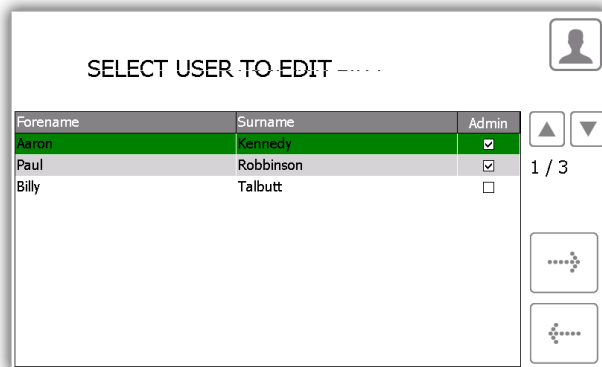 SELECT USER TO EDIT
Forename Surname Admin
Aaron Kennedy
Paul Robbinson
1 / 3
Billy Talbutt